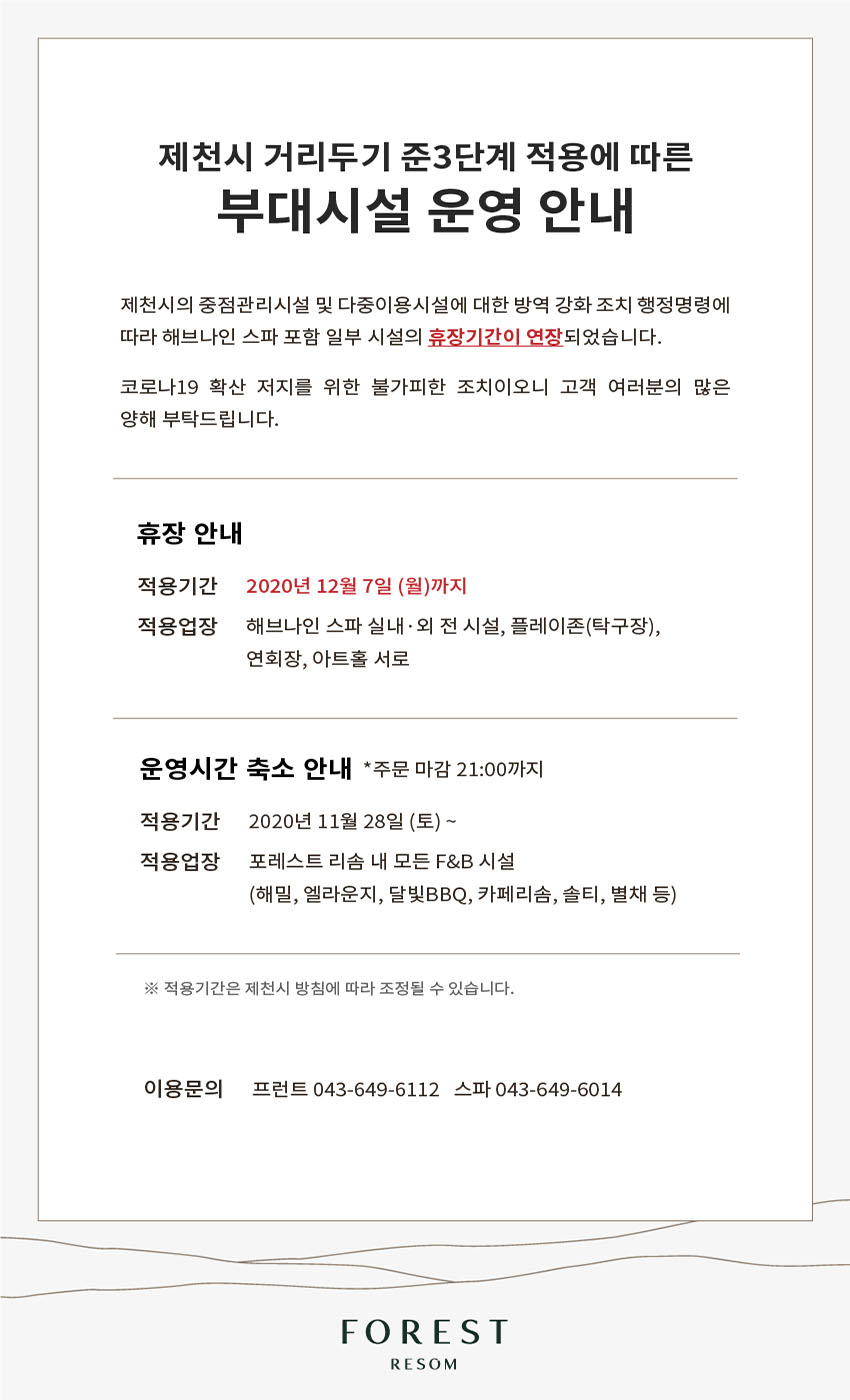 제천시 거리두기 준3단계 적용에 따른
부대시설 운영 안내
제천시의 중점관리시설 및 다중이용시설에 대한 방역 강화 조치 행정명령에
따라 해브나인 스파 포함 일부 시설의 휴장기간이 연장되었습니다.
코로나19 확산 저지를 위한 불가피한 조치이오니 고객 여러분의 많은
양해 부탁드립니다.
휴장 안내
적용기간 2020년 12월 7일 (월)까지
적용업장 해브나인 스파 실내·외 전 시설, 플레이존(탁구장),
연회장, 아트홀 서로
운영시간 축소 안내 *주문 마감 21:00까지
적용기간 2020년 11월 28일 (토) ~
적용업장 포레스트 리솜 내 모든 F&B 시설
(해밀, 엘라운지, 달빛BBQ, 카페리솜, 솔티, 별채 등)
※ 적용기간은 제천시 방침에 따라 조정될 수 있습니다.
이용문의 프런트 043-649-6112 스파 043-649-6014
FOREST
RESOM